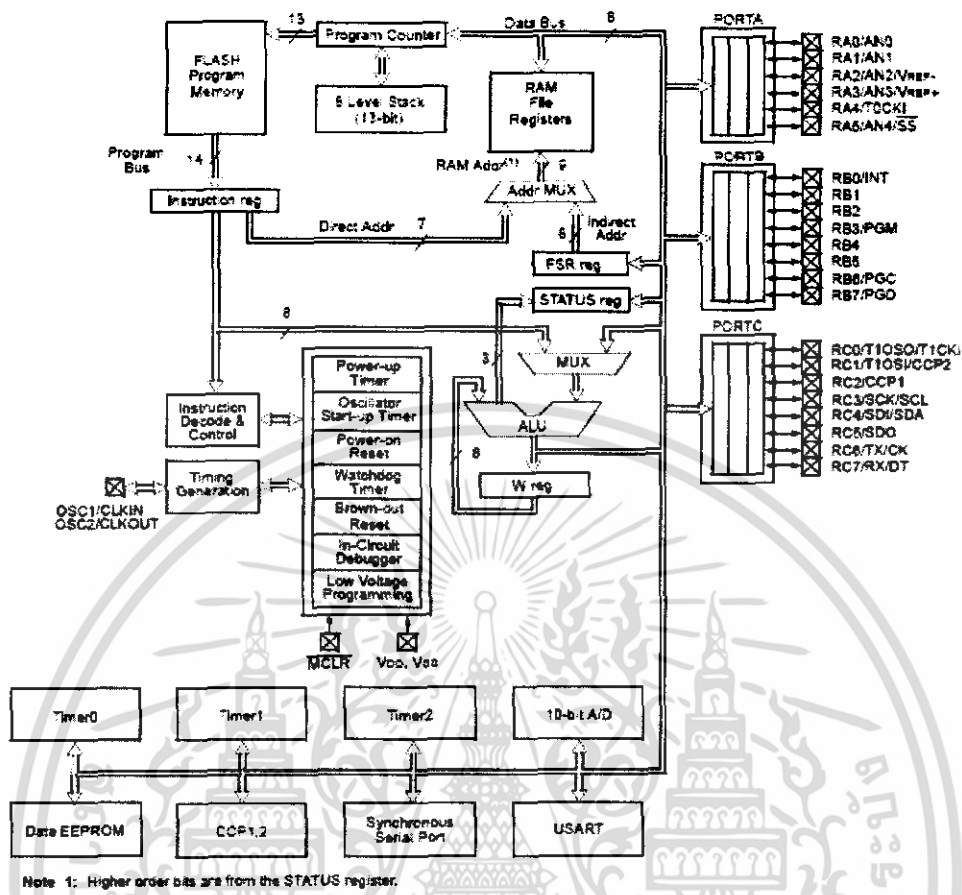 13
Program Counter
Data Bus
8
PORTA
FLASH
Program
Memory
8 Level Stack
(13-bit)
RAM
File
Registers
RA0/AN0
RA1/AN1
RA2/AN2/VREF-
RA3/AN3/VREF+
RA4/T0CKI
RA5/AN4/SS
Program
Bus
14
RAM Addr(1)
9
PORTB
Addr MUX
Instruction reg
Direct Addr
7
8
Indirect
Addr
FSR reg
STATUS reg
RB0/INT
RB1
RB2
RB3/PGM
RB4
RB5
RB6/PGC
RB7/PGD
8
3
MUX
PORTC
Power-up
Timer
Oscillator
Start-up Timer
Power-on
Reset
Watchdog
Timer
Brown-out
Reset
In-Circuit
Debugger
Low Voltage
Programming
Instruction
Decode &
Control
Timing
Generation
OSC1/CLKIN
OSC2/CLKOUT
ALU
8
W reg
RC0/T1OSO/T1CKI
RC1/T1OSI/CCP2
RC2/CCP1
RC3/SCK/SCL
RC4/SDI/SDA
RC5/SDO
RC6/TX/CK
RC7/RX/DT
MCLR
VDD, VSS
Timer0
Timer1
Timer2
10-bit A/D
Data EEPROM
CCP1,2
Synchronous
Serial Port
USART
Note 1: Higher order bits are from the STATUS register.